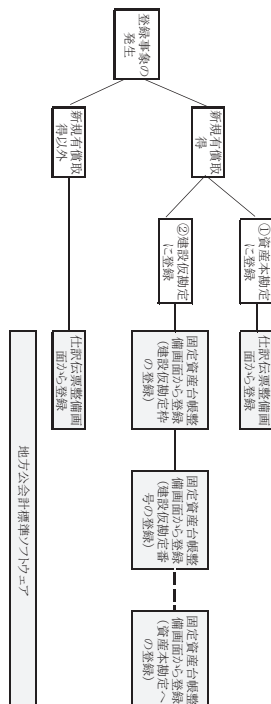 登録事象の
発生
新規有償取
得
①資産本勘定
に登録
仕訳伝票整備画
面から登録
②建設仮勘定
に登録
固定資産台帳整
備画面から登録
(建設仮勘定枠
の登録)
固定資産台帳整
備画面から登録
(建設仮勘定番
号の登録)
固定資産台帳整
備画面から登録
(資産本勘定へ
の登録)
新規有償取
得以外
仕訳伝票整備画
面から登録
地方公会計標準ソフトウェア